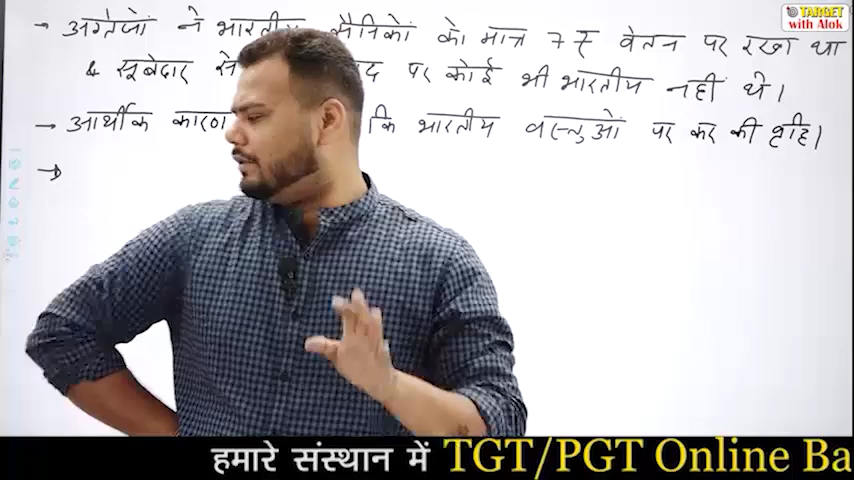 → अंग्रेजों ने भारतीय सैनिकों को मात्र 7 ₹ वेतन पर रखा था
& सूबेदार से पद पर कोई भी भारतीय नहीं थे।
→ आर्थीक कारण कि भारतीय वस्तुओं पर कर की वृद्धि।
→
TARGET
with Alok
हमारे संस्थान में TGT/PGT Online Ba